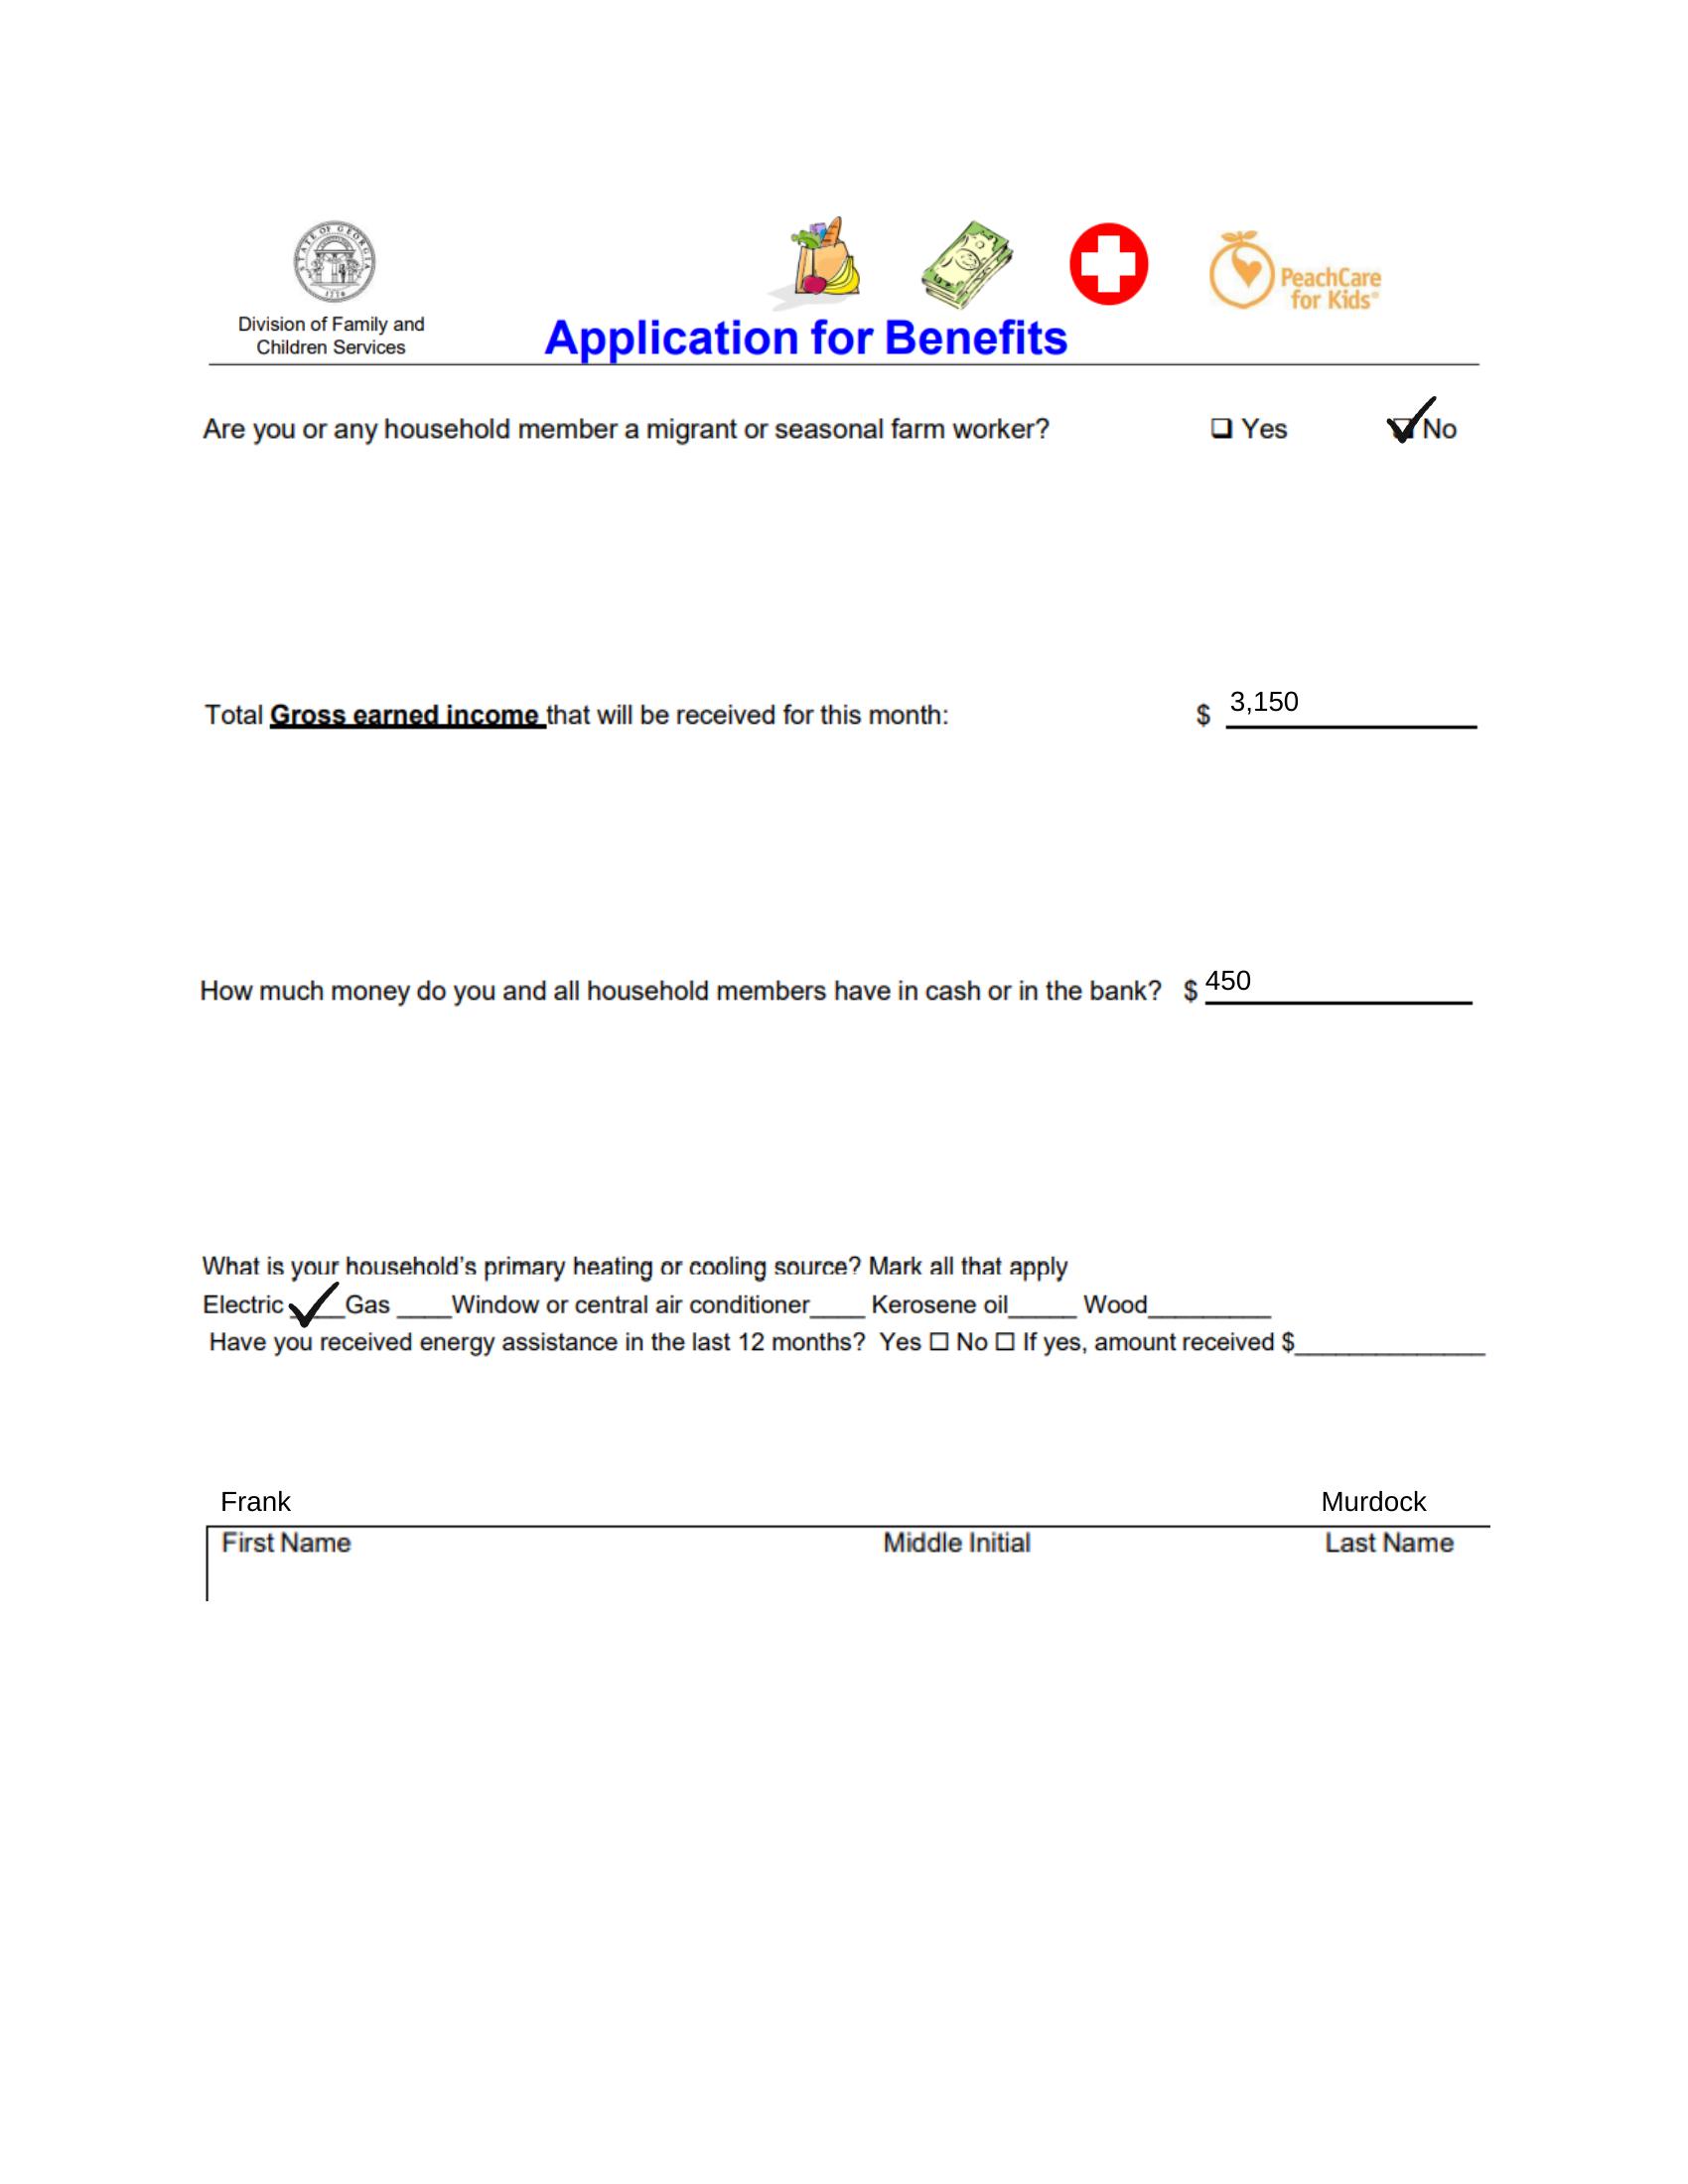 STATE OF GEORGIA
1776
PeachCare
for Kids®
Division of Family and
Children Services
Application for Benefits
Are you or any household member a migrant or seasonal farm worker? ❑ Yes ❑ No
Total Gross earned income that will be received for this month: $ 3,150
How much money do you and all household members have in cash or in the bank? $ 450
What is your household's primary heating or cooling source? Mark all that apply
Electric ✓ Gas ____Window or central air conditioner____ Kerosene oil_____ Wood_________
Have you received energy assistance in the last 12 months? Yes ☐ No ☐ If yes, amount received $______________
Frank Murdock
First Name Middle Initial Last Name